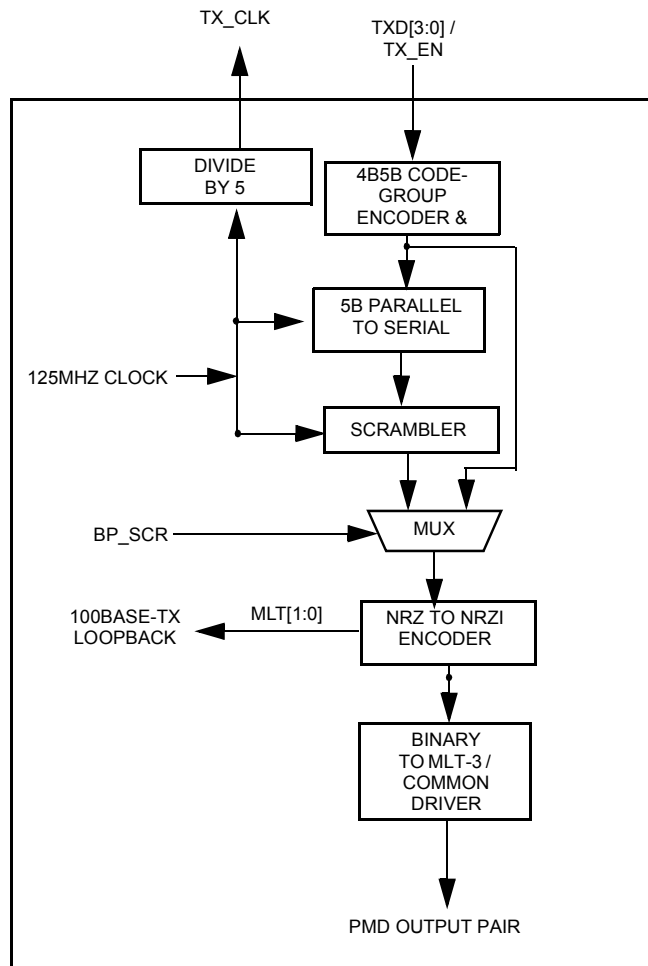 TX_CLK
TXD[3:0] /
TX_EN
DIVIDE
BY 5
4B5B CODE-
GROUP
ENCODER &
5B PARALLEL
TO SERIAL
125MHZ CLOCK
SCRAMBLER
BP_SCR
MUX
100BASE-TX
LOOPBACK
MLT[1:0]
NRZ TO NRZI
ENCODER
BINARY
TO MLT-3 /
COMMON
DRIVER
PMD OUTPUT PAIR